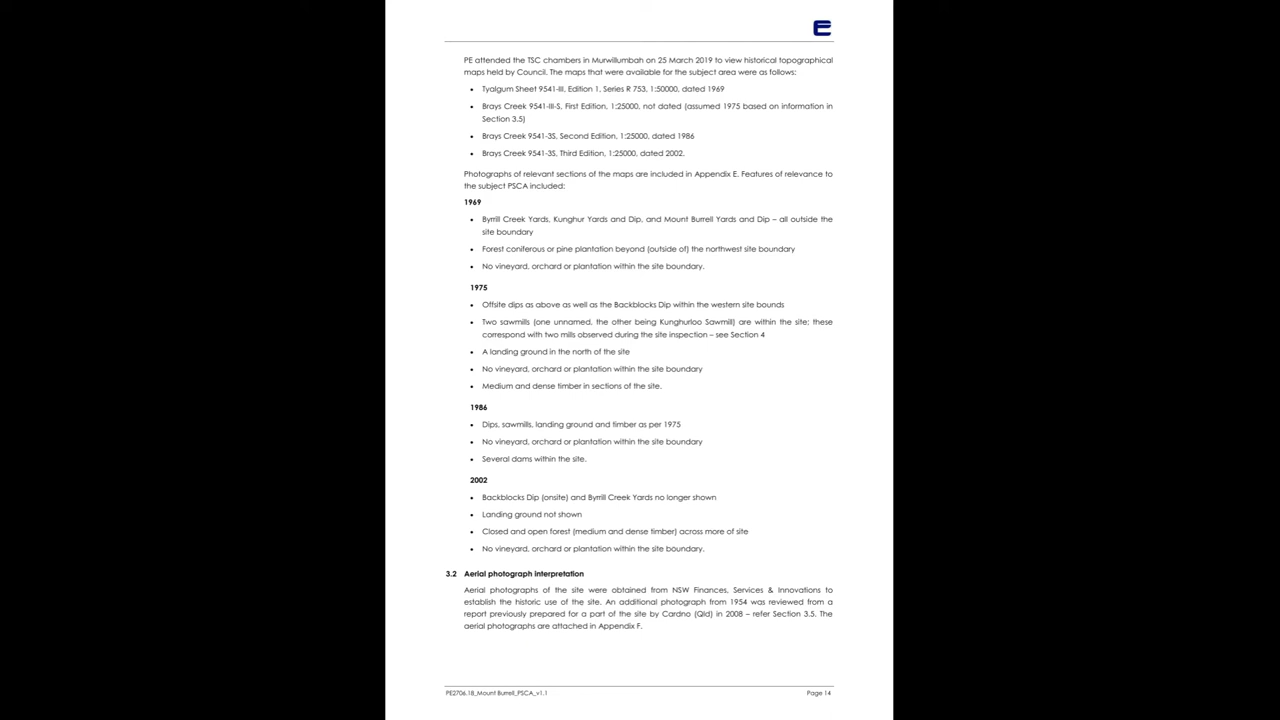 PE attended the TSC chambers in Murwillumbah on 25 March 2019 to view historical topographical
maps held by Council. The maps that were available for the subject area were as follows:
• Tyalgum Sheet 9541-III, Edition 1, Series R 753, 1:50000, dated 1969
• Brays Creek 9541-III-S, First Edition, 1:25000, not dated (assumed 1975 based on information in
Section 3.5)
• Brays Creek 9541-3S, Second Edition, 1:25000, dated 1986
• Brays Creek 9541-3S, Third Edition, 1:25000, dated 2002.
Photographs of relevant sections of the maps are included in Appendix E. Features of relevance to
the subject PSCA included:
1969
• Byrrill Creek Yards, Kunghur Yards and Dip, and Mount Burrell Yards and Dip – all outside the
site boundary
• Forest coniferous or pine plantation beyond (outside of) the northwest site boundary
• No vineyard, orchard or plantation within the site boundary.
1975
• Offsite dips as above as well as the Backblocks Dip within the western site bounds
• Two sawmills (one unnamed, the other being Kunghurloo Sawmill) are within the site; these
correspond with two mills observed during the site inspection – see Section 4
• A landing ground in the north of the site
• No vineyard, orchard or plantation within the site boundary
• Medium and dense timber in sections of the site.
1986
• Dips, sawmills, landing ground and timber as per 1975
• No vineyard, orchard or plantation within the site boundary
• Several dams within the site.
2002
• Backblocks Dip (onsite) and Byrrill Creek Yards no longer shown
• Landing ground not shown
• Closed and open forest (medium and dense timber) across more of site
• No vineyard, orchard or plantation within the site boundary.
3.2 Aerial photograph interpretation
Aerial photographs of the site were obtained from NSW Finances, Services & Innovations to
establish the historic use of the site. An additional photograph from 1954 was reviewed from a
report previously prepared for a part of the site by Cardno (Qld) in 2008 – refer Section 3.5. The
aerial photographs are attached in Appendix F.
PE2706.18_Mount Burrell_PSCA_v1.1 Page 14